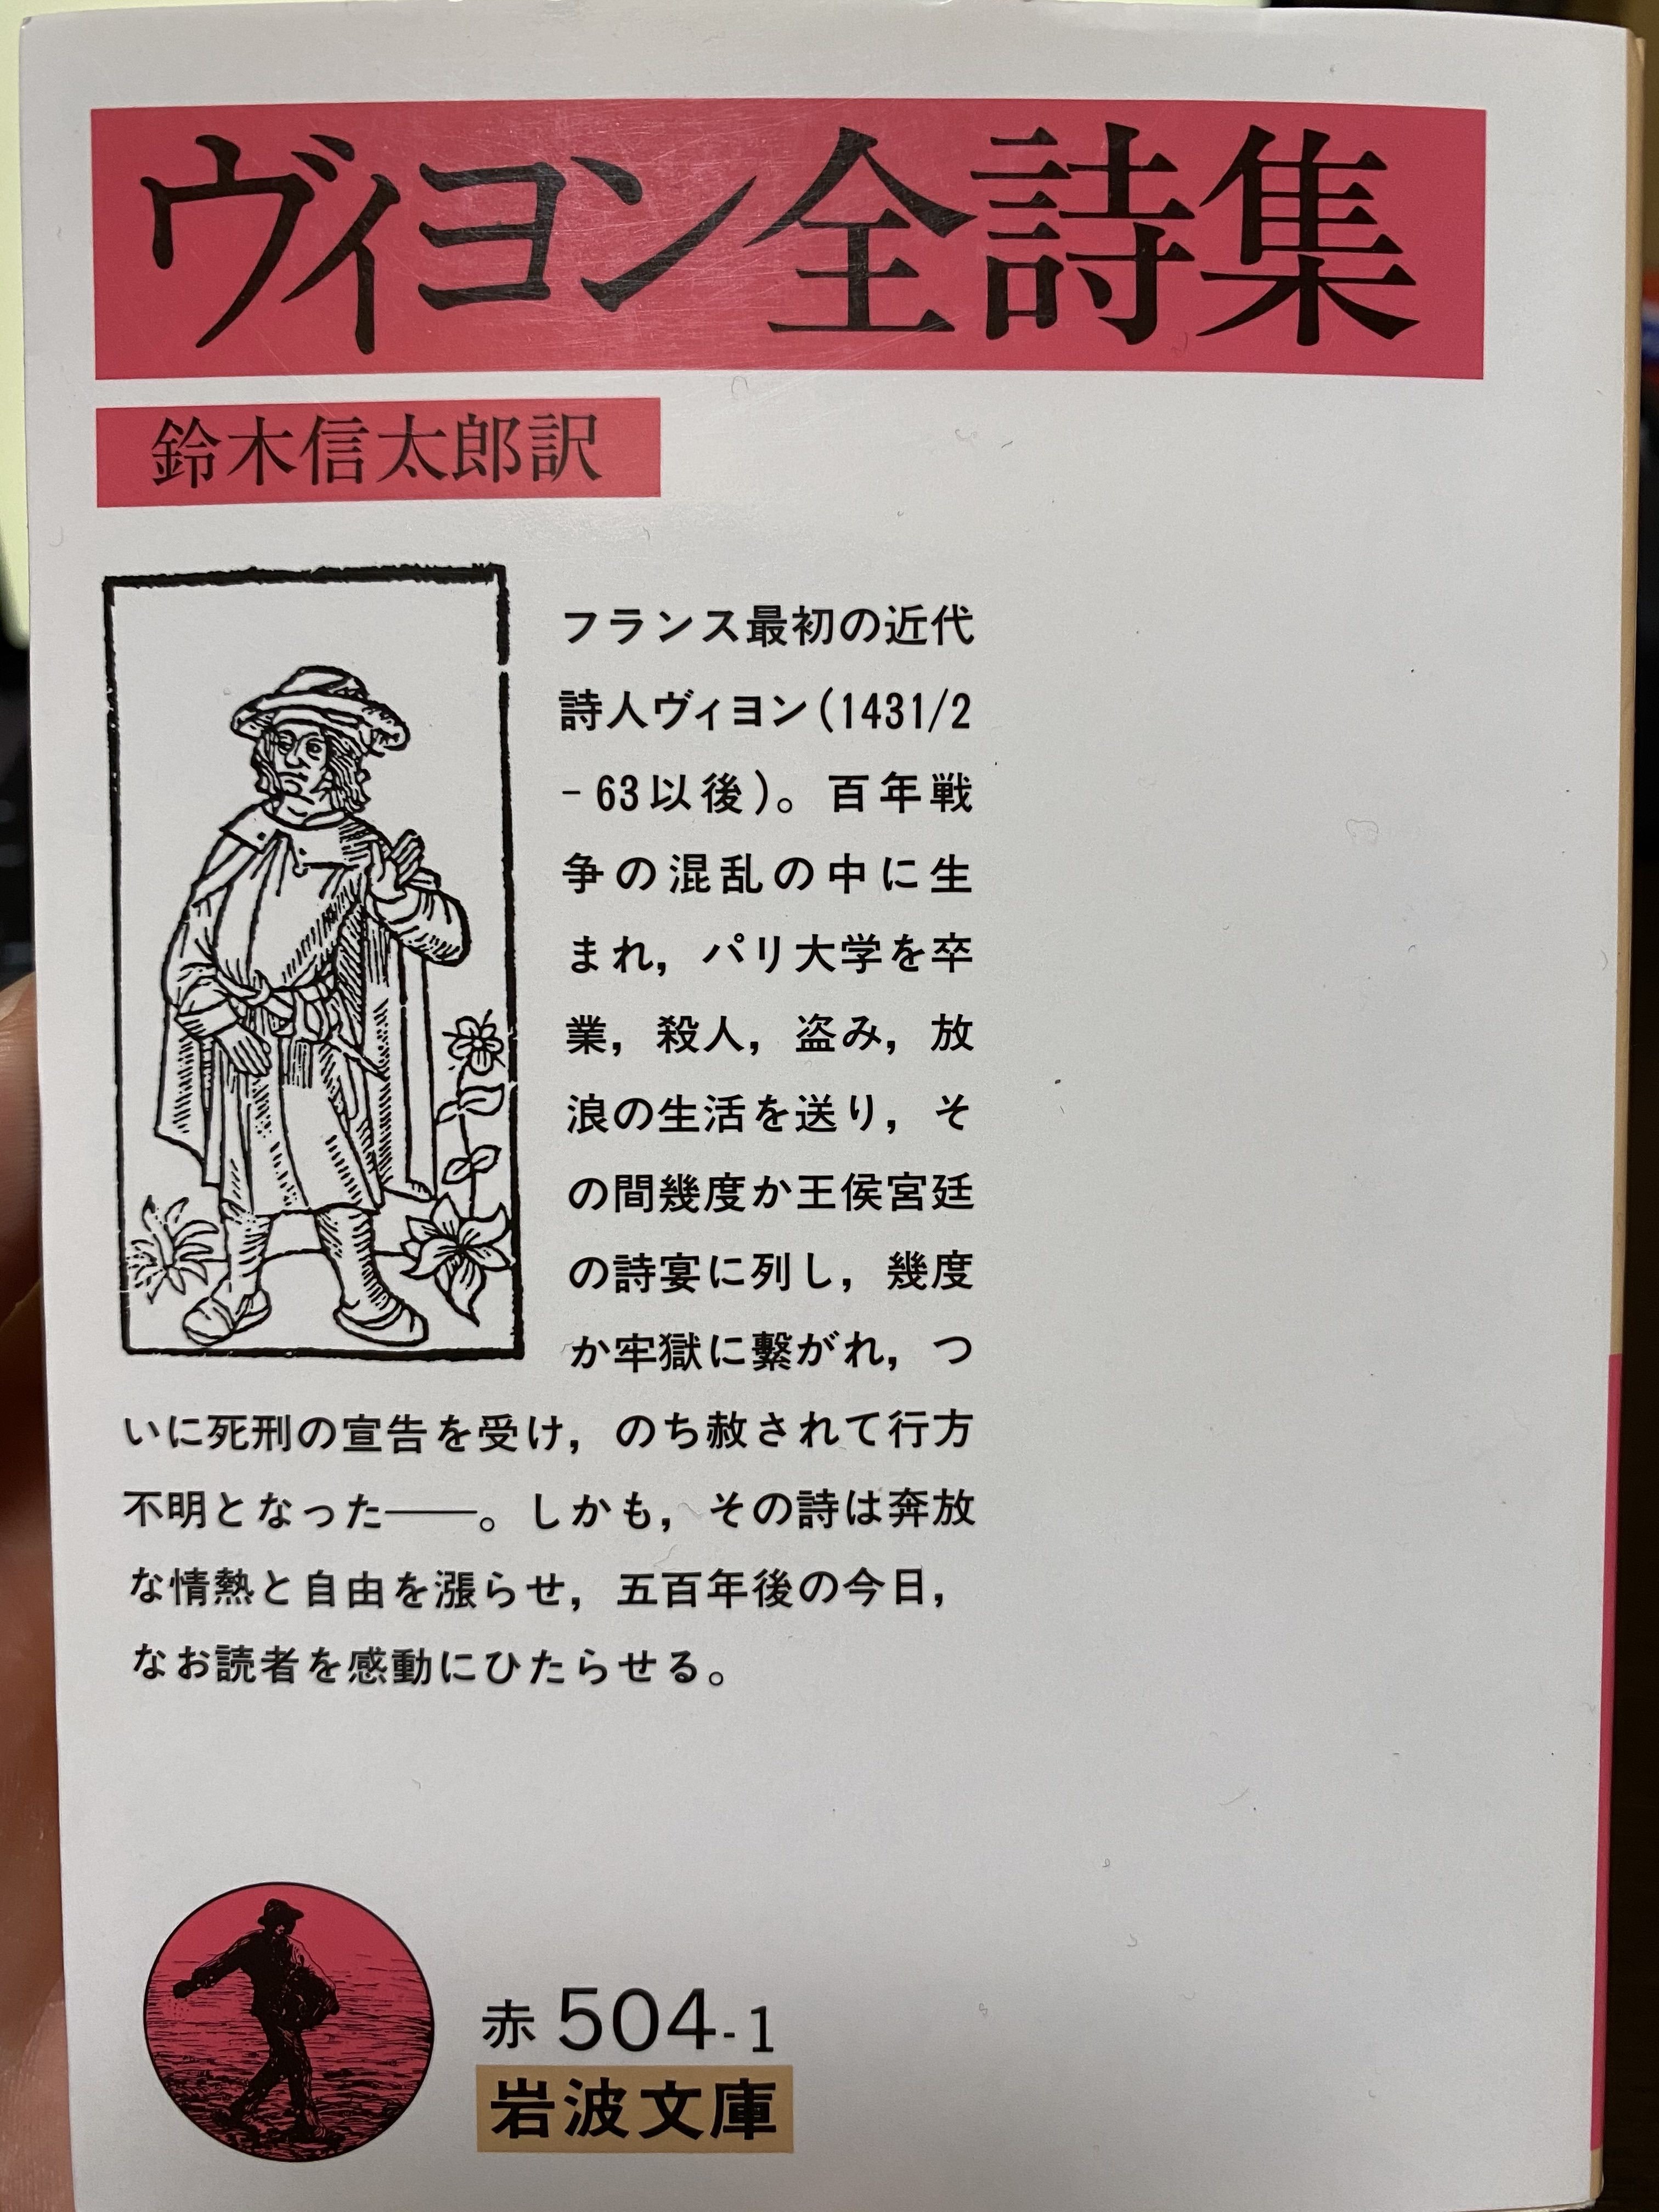 ヴィヨン全詩集
鈴木信太郎訳
フランス最初の近代
詩人ヴィヨン(1431/2
-63以後)。百年戦
争の混乱の中に生
まれ，パリ大学を卒
業，殺人，盗み，放
浪の生活を送り，そ
の間幾度か王侯宮廷
の詩宴に列し，幾度
か牢獄に繫がれ，つ
いに死刑の宣告を受け，のち赦されて行方
不明となった——。しかも，その詩は奔放
な情熱と自由を漲らせ，五百年後の今日，
なお読者を感動にひたらせる。
赤 504-1
岩波文庫